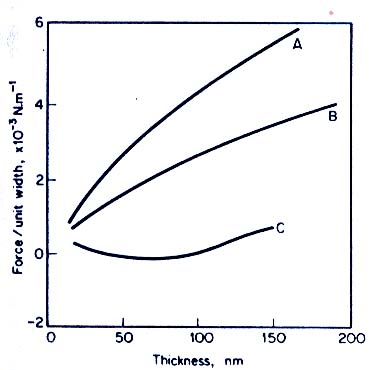 6
4
2
0
-2
Force/unit width, x10⁻³ N.m⁻¹
A
B
C
0 50 100 150 200
Thickness, nm